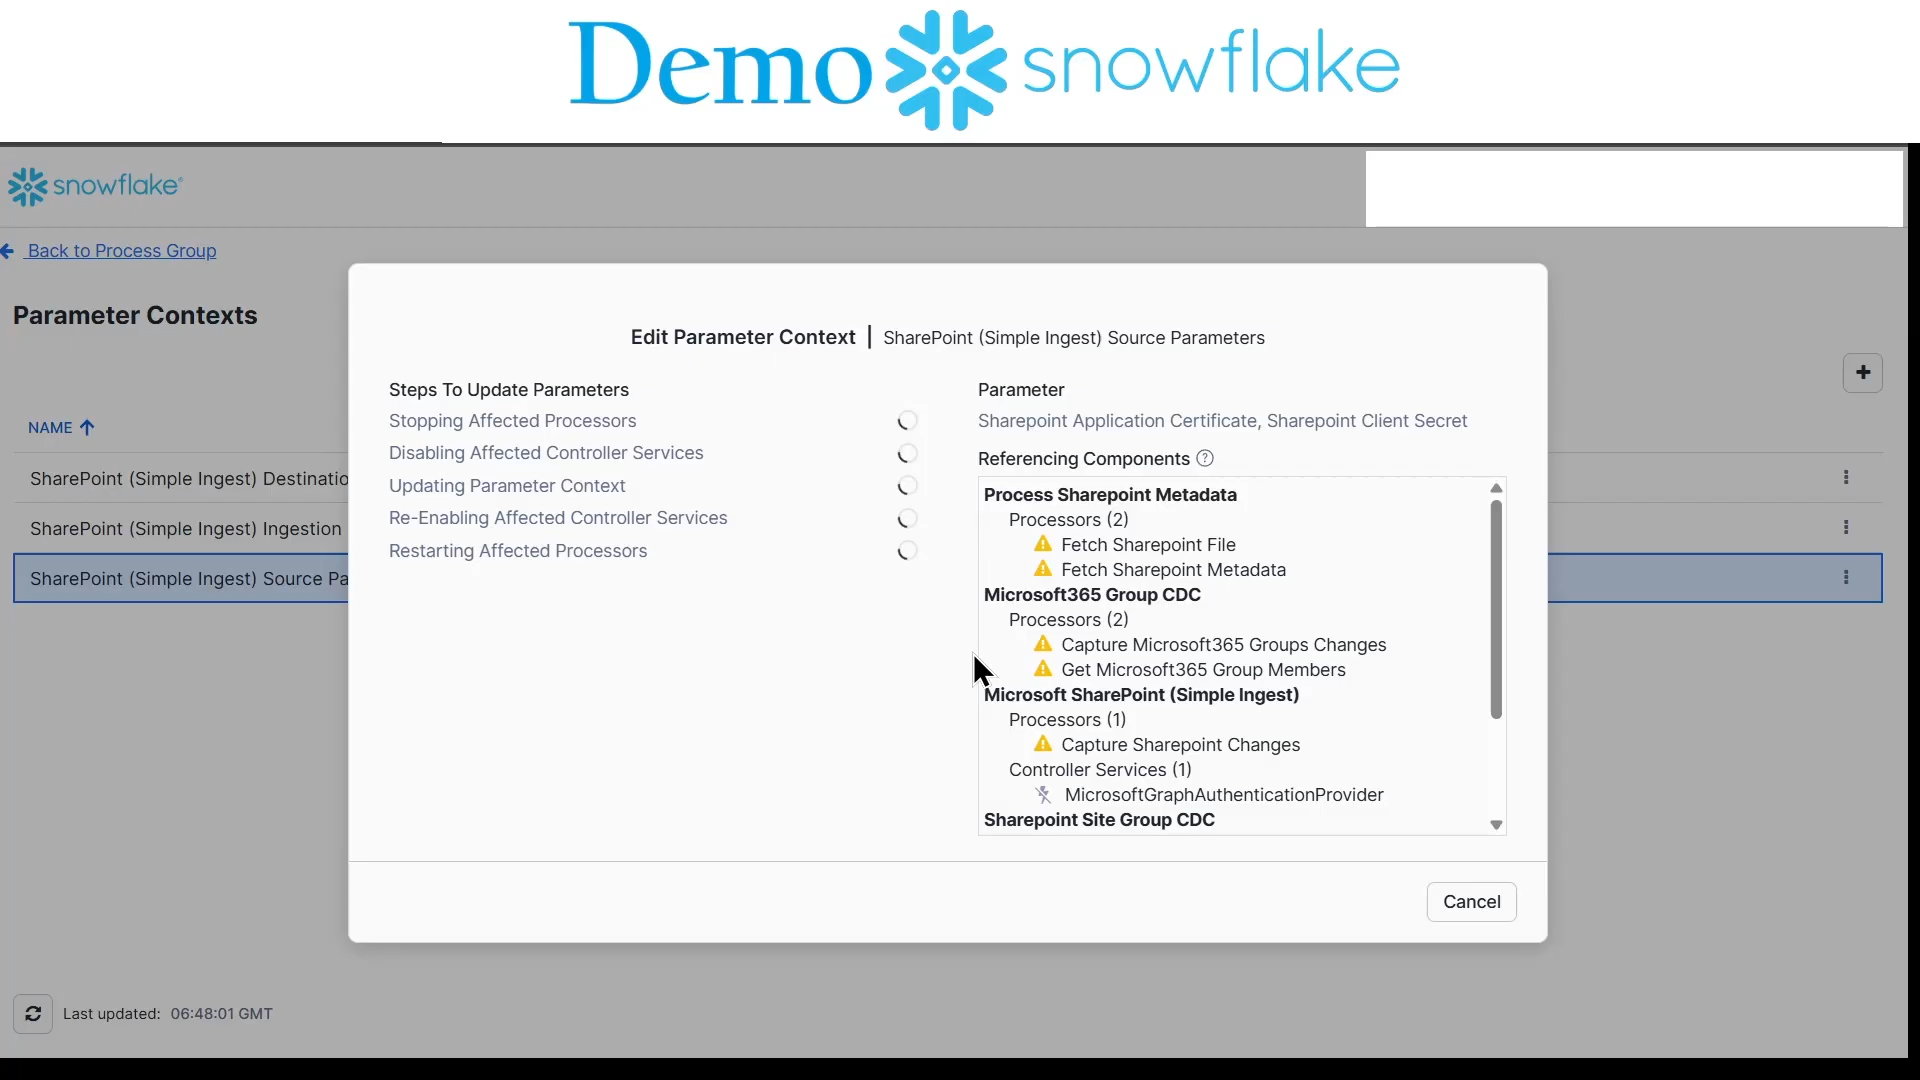 Demo snowflake
snowflake
Back to Process Group
Parameter Contexts
Edit Parameter Context | SharePoint (Simple Ingest) Source Parameters
Steps To Update Parameters
Stopping Affected Processors
Disabling Affected Controller Services
Updating Parameter Context
Re-Enabling Affected Controller Services
Restarting Affected Processors
Parameter
Sharepoint Application Certificate, Sharepoint Client Secret
Referencing Components
Process Sharepoint Metadata
Processors (2)
Fetch Sharepoint File
Fetch Sharepoint Metadata
Microsoft365 Group CDC
Processors (2)
Capture Microsoft365 Groups Changes
Get Microsoft365 Group Members
Microsoft SharePoint (Simple Ingest)
Processors (1)
Capture Sharepoint Changes
Controller Services (1)
MicrosoftGraphAuthenticationProvider
Sharepoint Site Group CDC
Cancel
NAME
SharePoint (Simple Ingest) Destinatio
SharePoint (Simple Ingest) Ingestion
SharePoint (Simple Ingest) Source Pa
Last updated: 06:48:01 GMT